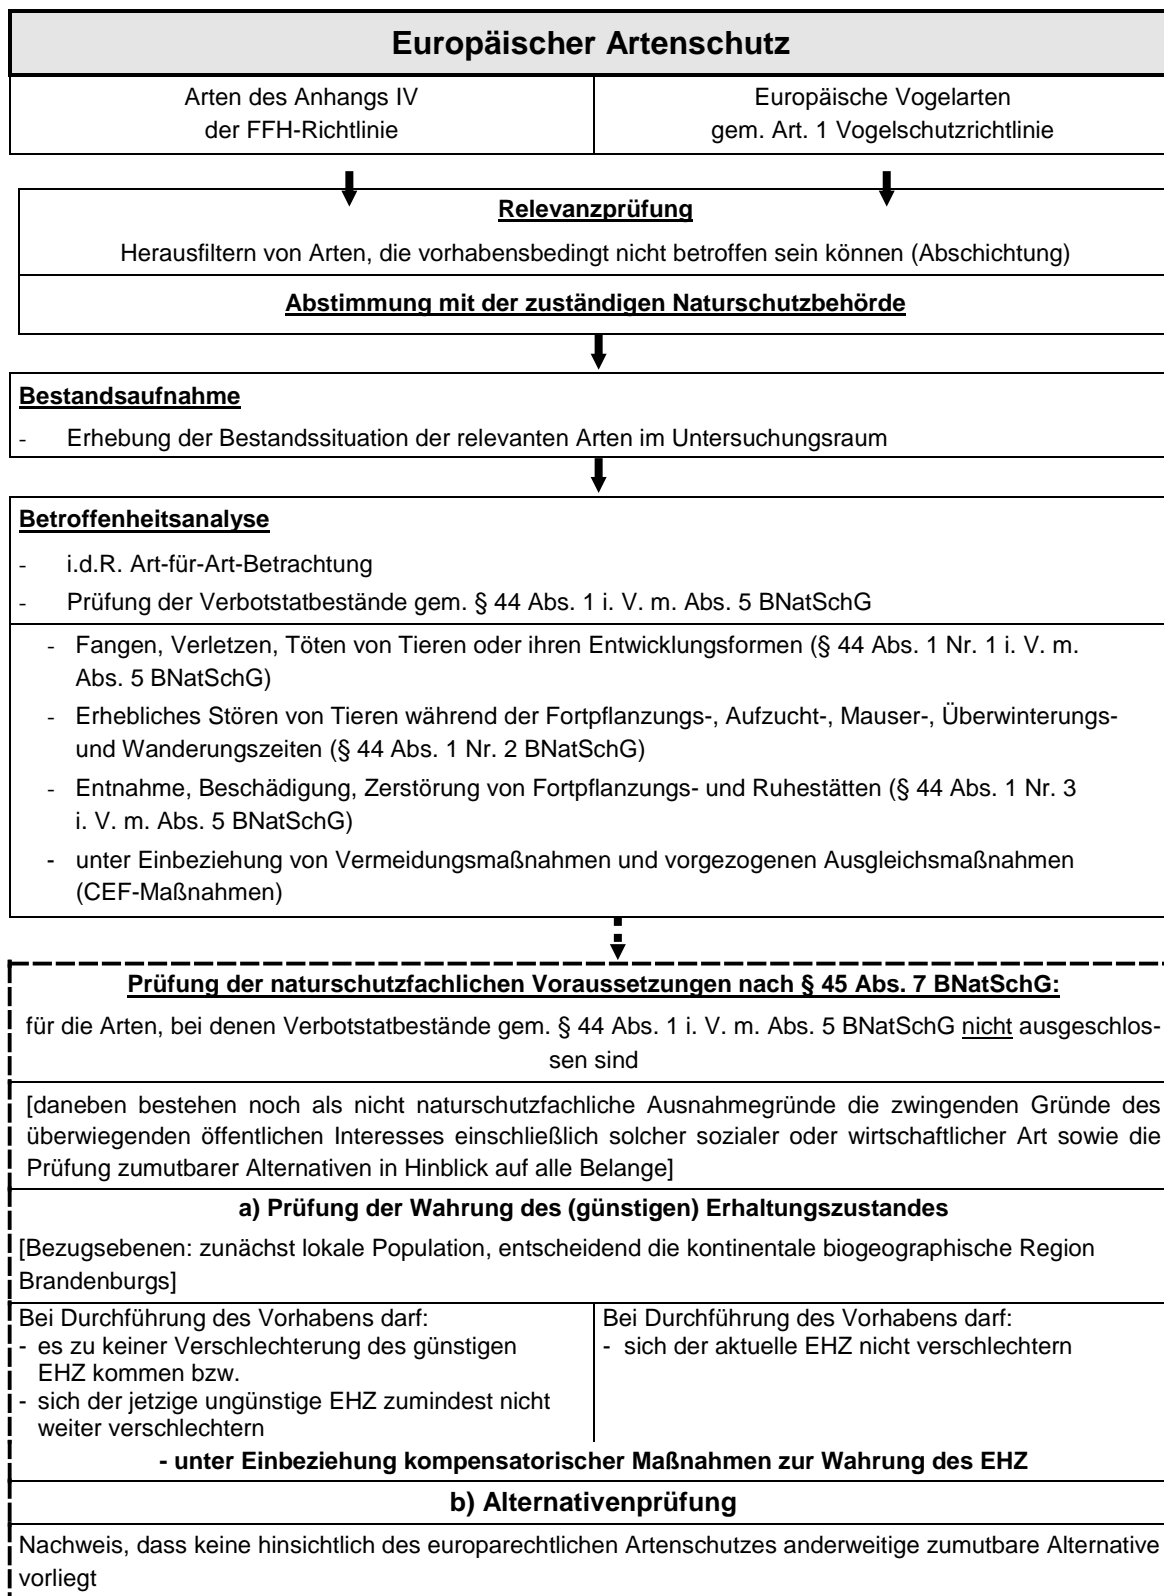 Europäischer Artenschutz
Arten des Anhangs IV
der FFH-Richtlinie
Europäische Vogelarten
gem. Art. 1 Vogelschutzrichtlinie
Relevanzprüfung
Herausfiltern von Arten, die vorhabensbedingt nicht betroffen sein können (Abschichtung)
Abstimmung mit der zuständigen Naturschutzbehörde
Bestandsaufnahme
- Erhebung der Bestandssituation der relevanten Arten im Untersuchungsraum
Betroffenheitsanalyse
- i.d.R. Art-für-Art-Betrachtung
- Prüfung der Verbotstatbestände gem. § 44 Abs. 1 i. V. m. Abs. 5 BNatSchG
- Fangen, Verletzen, Töten von Tieren oder ihren Entwicklungsformen (§ 44 Abs. 1 Nr. 1 i. V. m.
Abs. 5 BNatSchG)
- Erhebliches Stören von Tieren während der Fortpflanzungs-, Aufzucht-, Mauser-, Überwinterungs-
und Wanderungszeiten (§ 44 Abs. 1 Nr. 2 BNatSchG)
- Entnahme, Beschädigung, Zerstörung von Fortpflanzungs- und Ruhestätten (§ 44 Abs. 1 Nr. 3
i. V. m. Abs. 5 BNatSchG)
- unter Einbeziehung von Vermeidungsmaßnahmen und vorgezogenen Ausgleichsmaßnahmen
(CEF-Maßnahmen)
Prüfung der naturschutzfachlichen Voraussetzungen nach § 45 Abs. 7 BNatSchG:
für die Arten, bei denen Verbotstatbestände gem. § 44 Abs. 1 i. V. m. Abs. 5 BNatSchG nicht ausgeschlos-
sen sind
[daneben bestehen noch als nicht naturschutzfachliche Ausnahmegründe die zwingenden Gründe des
überwiegenden öffentlichen Interesses einschließlich solcher sozialer oder wirtschaftlicher Art sowie die
Prüfung zumutbarer Alternativen in Hinblick auf alle Belange]
a) Prüfung der Wahrung des (günstigen) Erhaltungszustandes
[Bezugsebenen: zunächst lokale Population, entscheidend die kontinentale biogeographische Region
Brandenburgs]
Bei Durchführung des Vorhabens darf:
- es zu keiner Verschlechterung des günstigen
EHZ kommen bzw.
- sich der jetzige ungünstige EHZ zumindest nicht
weiter verschlechtern
Bei Durchführung des Vorhabens darf:
- sich der aktuelle EHZ nicht verschlechtern
- unter Einbeziehung kompensatorischer Maßnahmen zur Wahrung des EHZ
b) Alternativenprüfung
Nachweis, dass keine hinsichtlich des europarechtlichen Artenschutzes anderweitige zumutbare Alternative
vorliegt